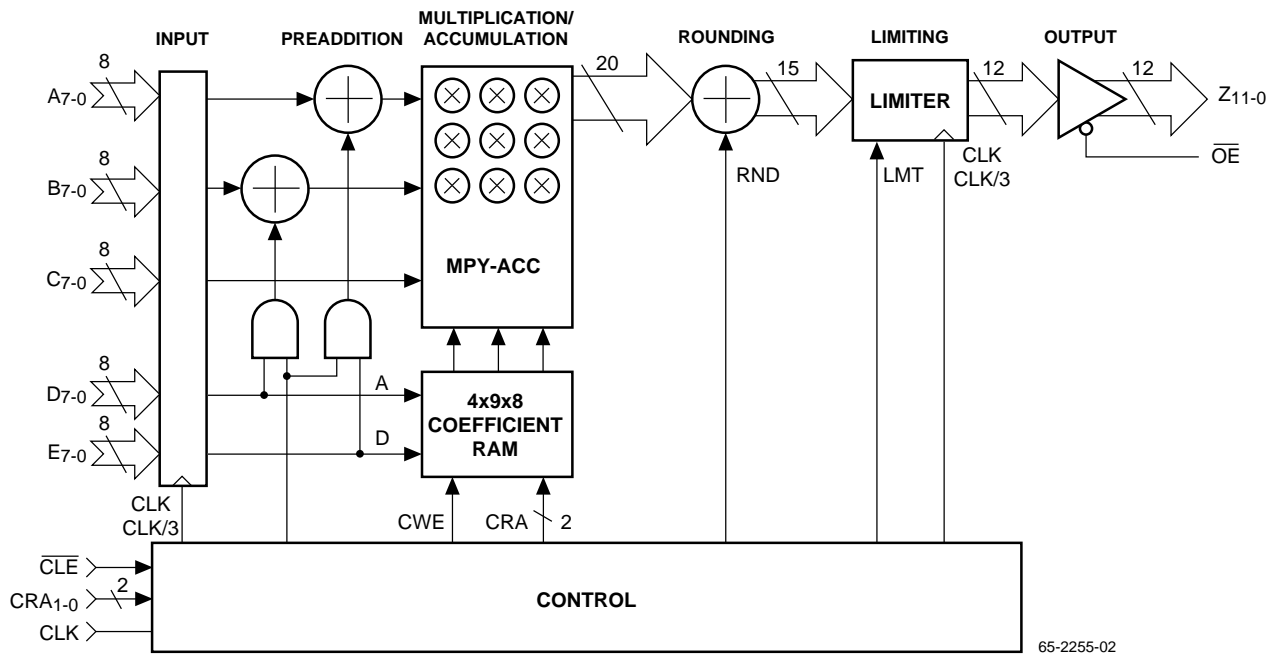 MULTIPLICATION/
INPUT PREADDITION ACCUMULATION ROUNDING LIMITING OUTPUT
8 20 15 12 12
A7-0 LIMITER Z11-0
CLK
CLK/3
OE
8
B7-0 RND LMT
8
C7-0 MPY-ACC
8
D7-0 A 4x9x8
COEFFICIENT
RAM
8
E7-0 D
CLK
CLK/3 CWE CRA 2
CLE
CRA1-0 2 CONTROL
CLK
65-2255-02